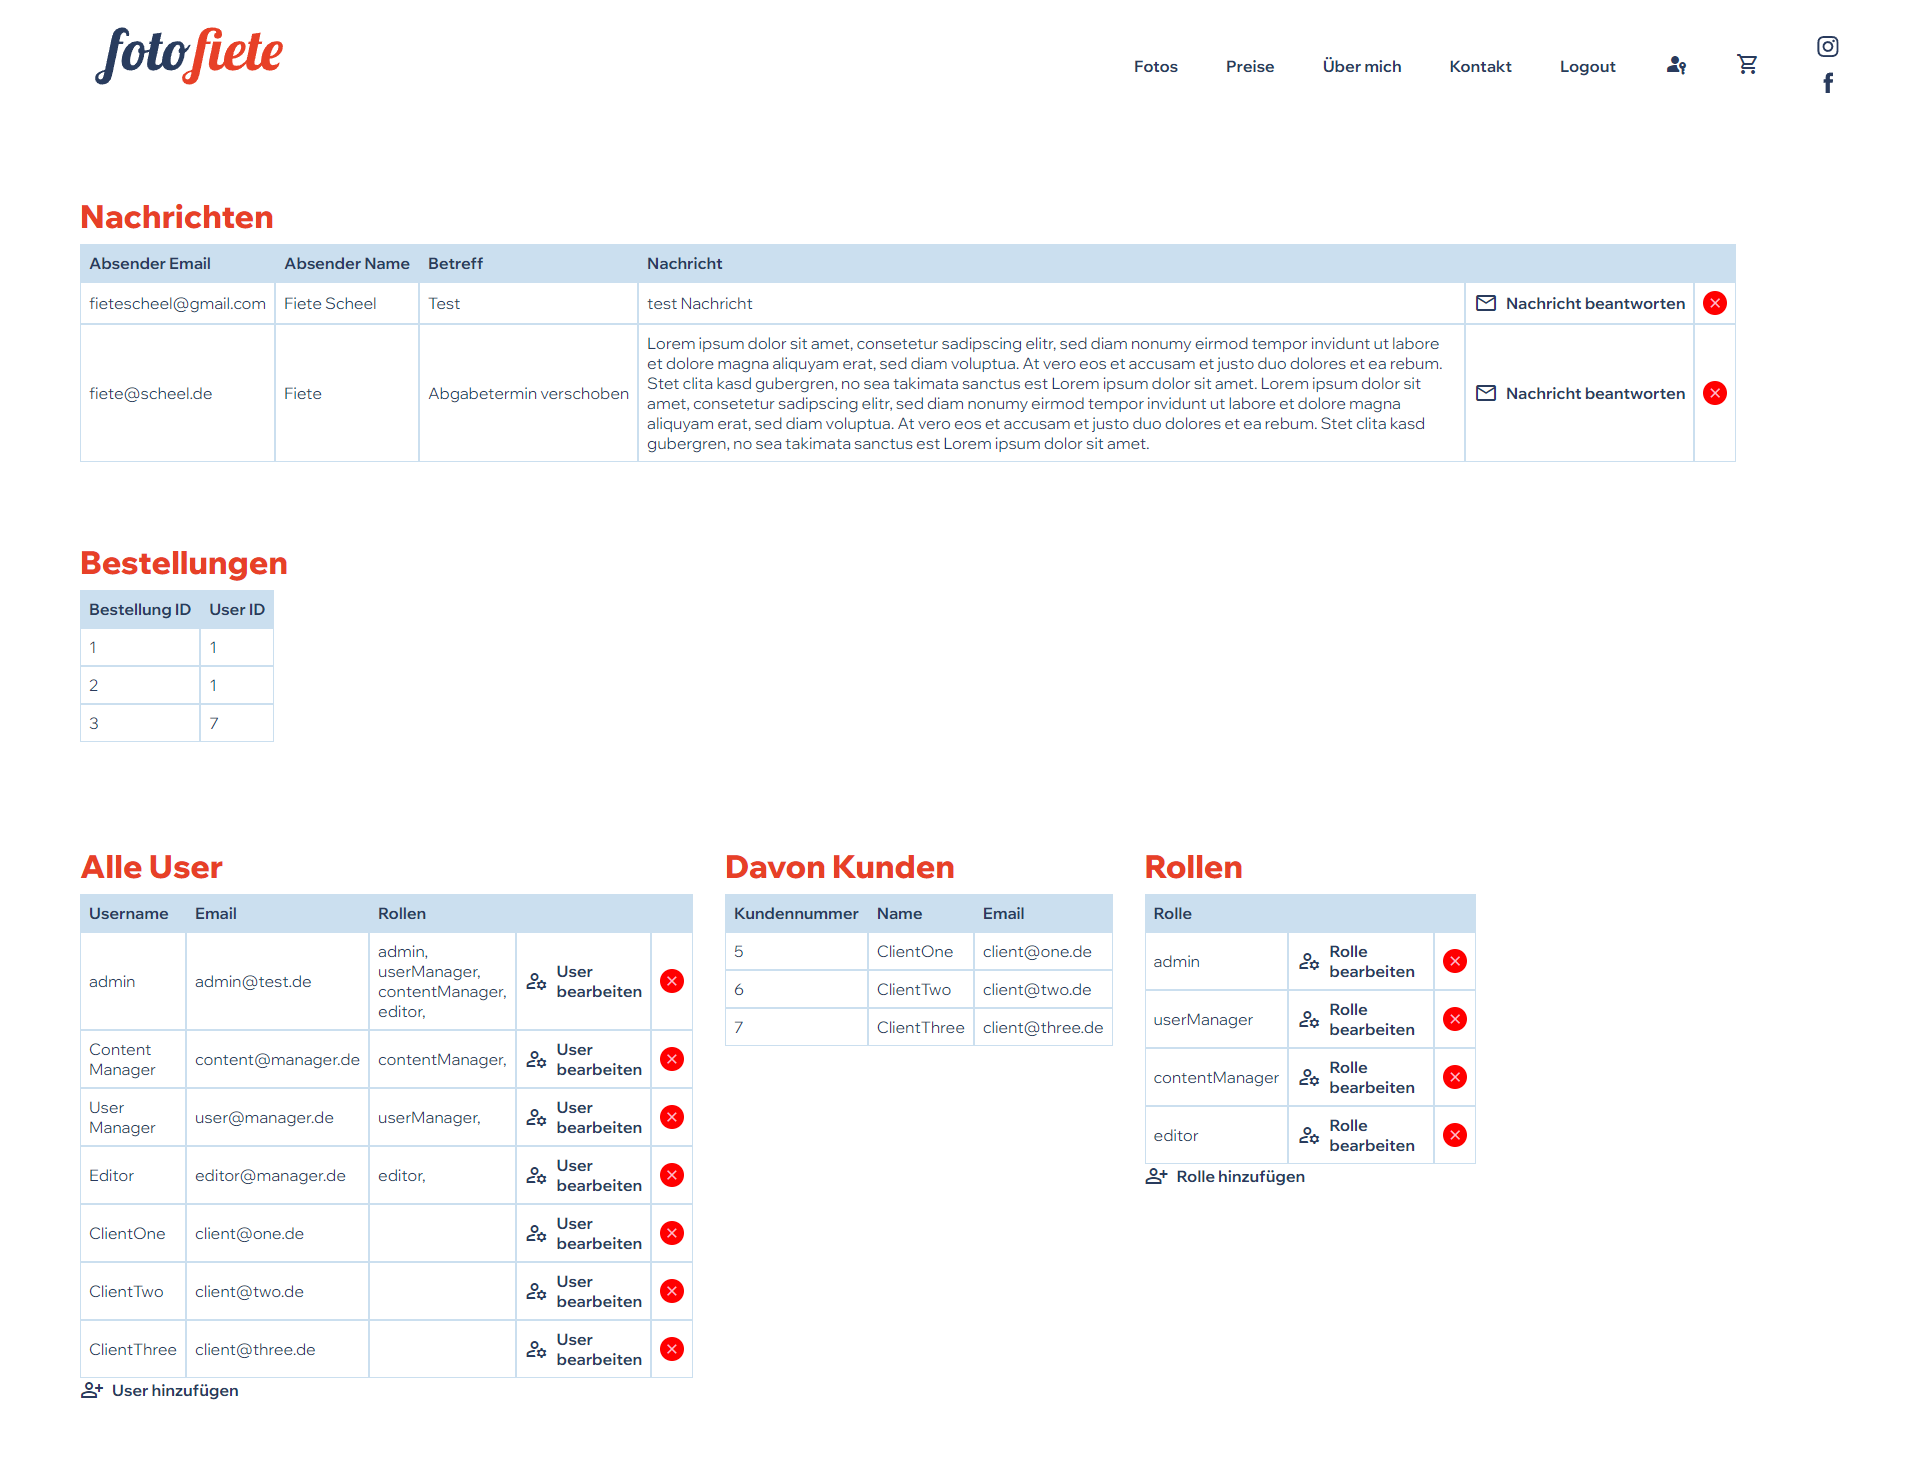 fotofiete
Fotos Preise Über mich Kontakt Logout
Nachrichten
Absender Email Absender Name Betreff Nachricht
fietescheel@gmail.com Fiete Scheel Test test Nachricht Nachricht beantworten
fiete@scheel.de Fiete Abgabetermin verschoben
Lorem ipsum dolor sit amet, consetetur sadipscing elitr, sed diam nonumy eirmod tempor invidunt ut labore
et dolore magna aliquyam erat, sed diam voluptua. At vero eos et accusam et justo duo dolores et ea rebum.
Stet clita kasd gubergren, no sea takimata sanctus est Lorem ipsum dolor sit amet. Lorem ipsum dolor sit
amet, consetetur sadipscing elitr, sed diam nonumy eirmod tempor invidunt ut labore et dolore magna
aliquyam erat, sed diam voluptua. At vero eos et accusam et justo duo dolores et ea rebum. Stet clita kasd
gubergren, no sea takimata sanctus est Lorem ipsum dolor sit amet.
Nachricht beantworten
Bestellungen
Bestellung ID User ID
1 1
2 1
3 7
Alle User
Username Email Rollen
admin admin@test.de
admin,
userManager,
contentManager,
editor,
User
bearbeiten
Content
Manager
content@manager.de contentManager,
User
bearbeiten
User
Manager
user@manager.de userManager,
User
bearbeiten
Editor editor@manager.de editor,
User
bearbeiten
ClientOne client@one.de
User
bearbeiten
ClientTwo client@two.de
User
bearbeiten
ClientThree client@three.de
User
bearbeiten
User hinzufügen
Davon Kunden
Kundennummer Name Email
5 ClientOne client@one.de
6 ClientTwo client@two.de
7 ClientThree client@three.de
Rollen
Rolle
admin
Rolle
bearbeiten
userManager
Rolle
bearbeiten
contentManager
Rolle
bearbeiten
editor
Rolle
bearbeiten
Rolle hinzufügen